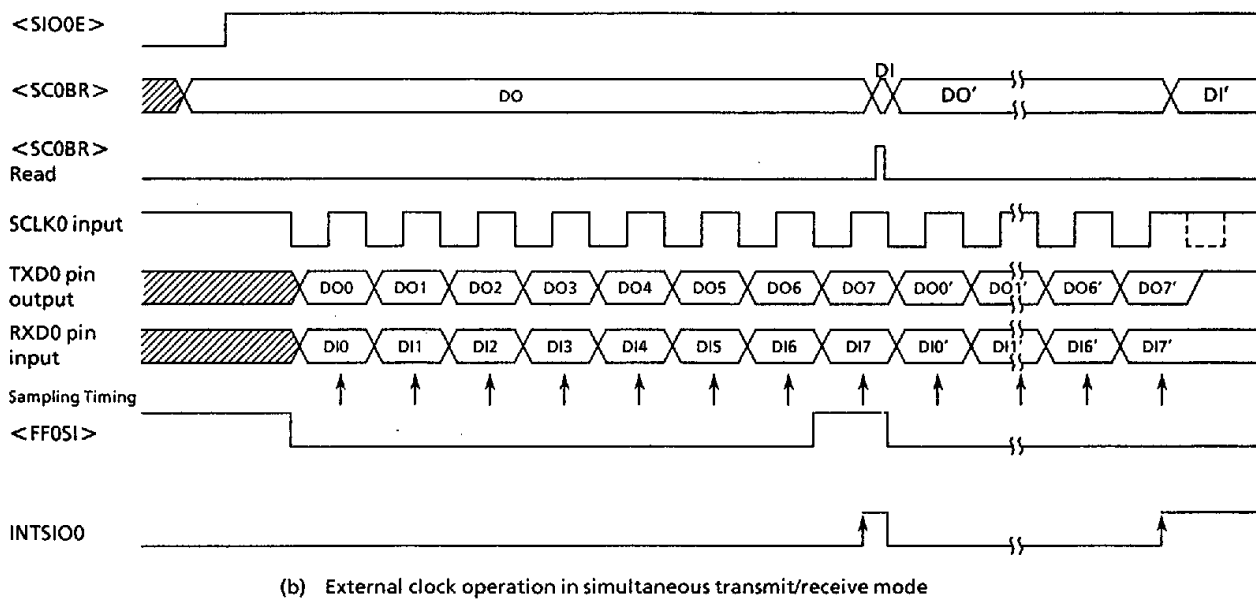 <SIO0E>
DI
<SC0BR>
DO
DO'
DI'
<SC0BR>
Read
SCLK0 input
TXD0 pin
output
DO0 DO1 DO2 DO3 DO4 DO5 DO6 DO7 DO0' DO1' DO6' DO7'
RXD0 pin
input
DI0 DI1 DI2 DI3 DI4 DI5 DI6 DI7 DI0' DI1' DI6' DI7'
Sampling Timing
<FF0SI>
INTSIO0
(b) External clock operation in simultaneous transmit/receive mode